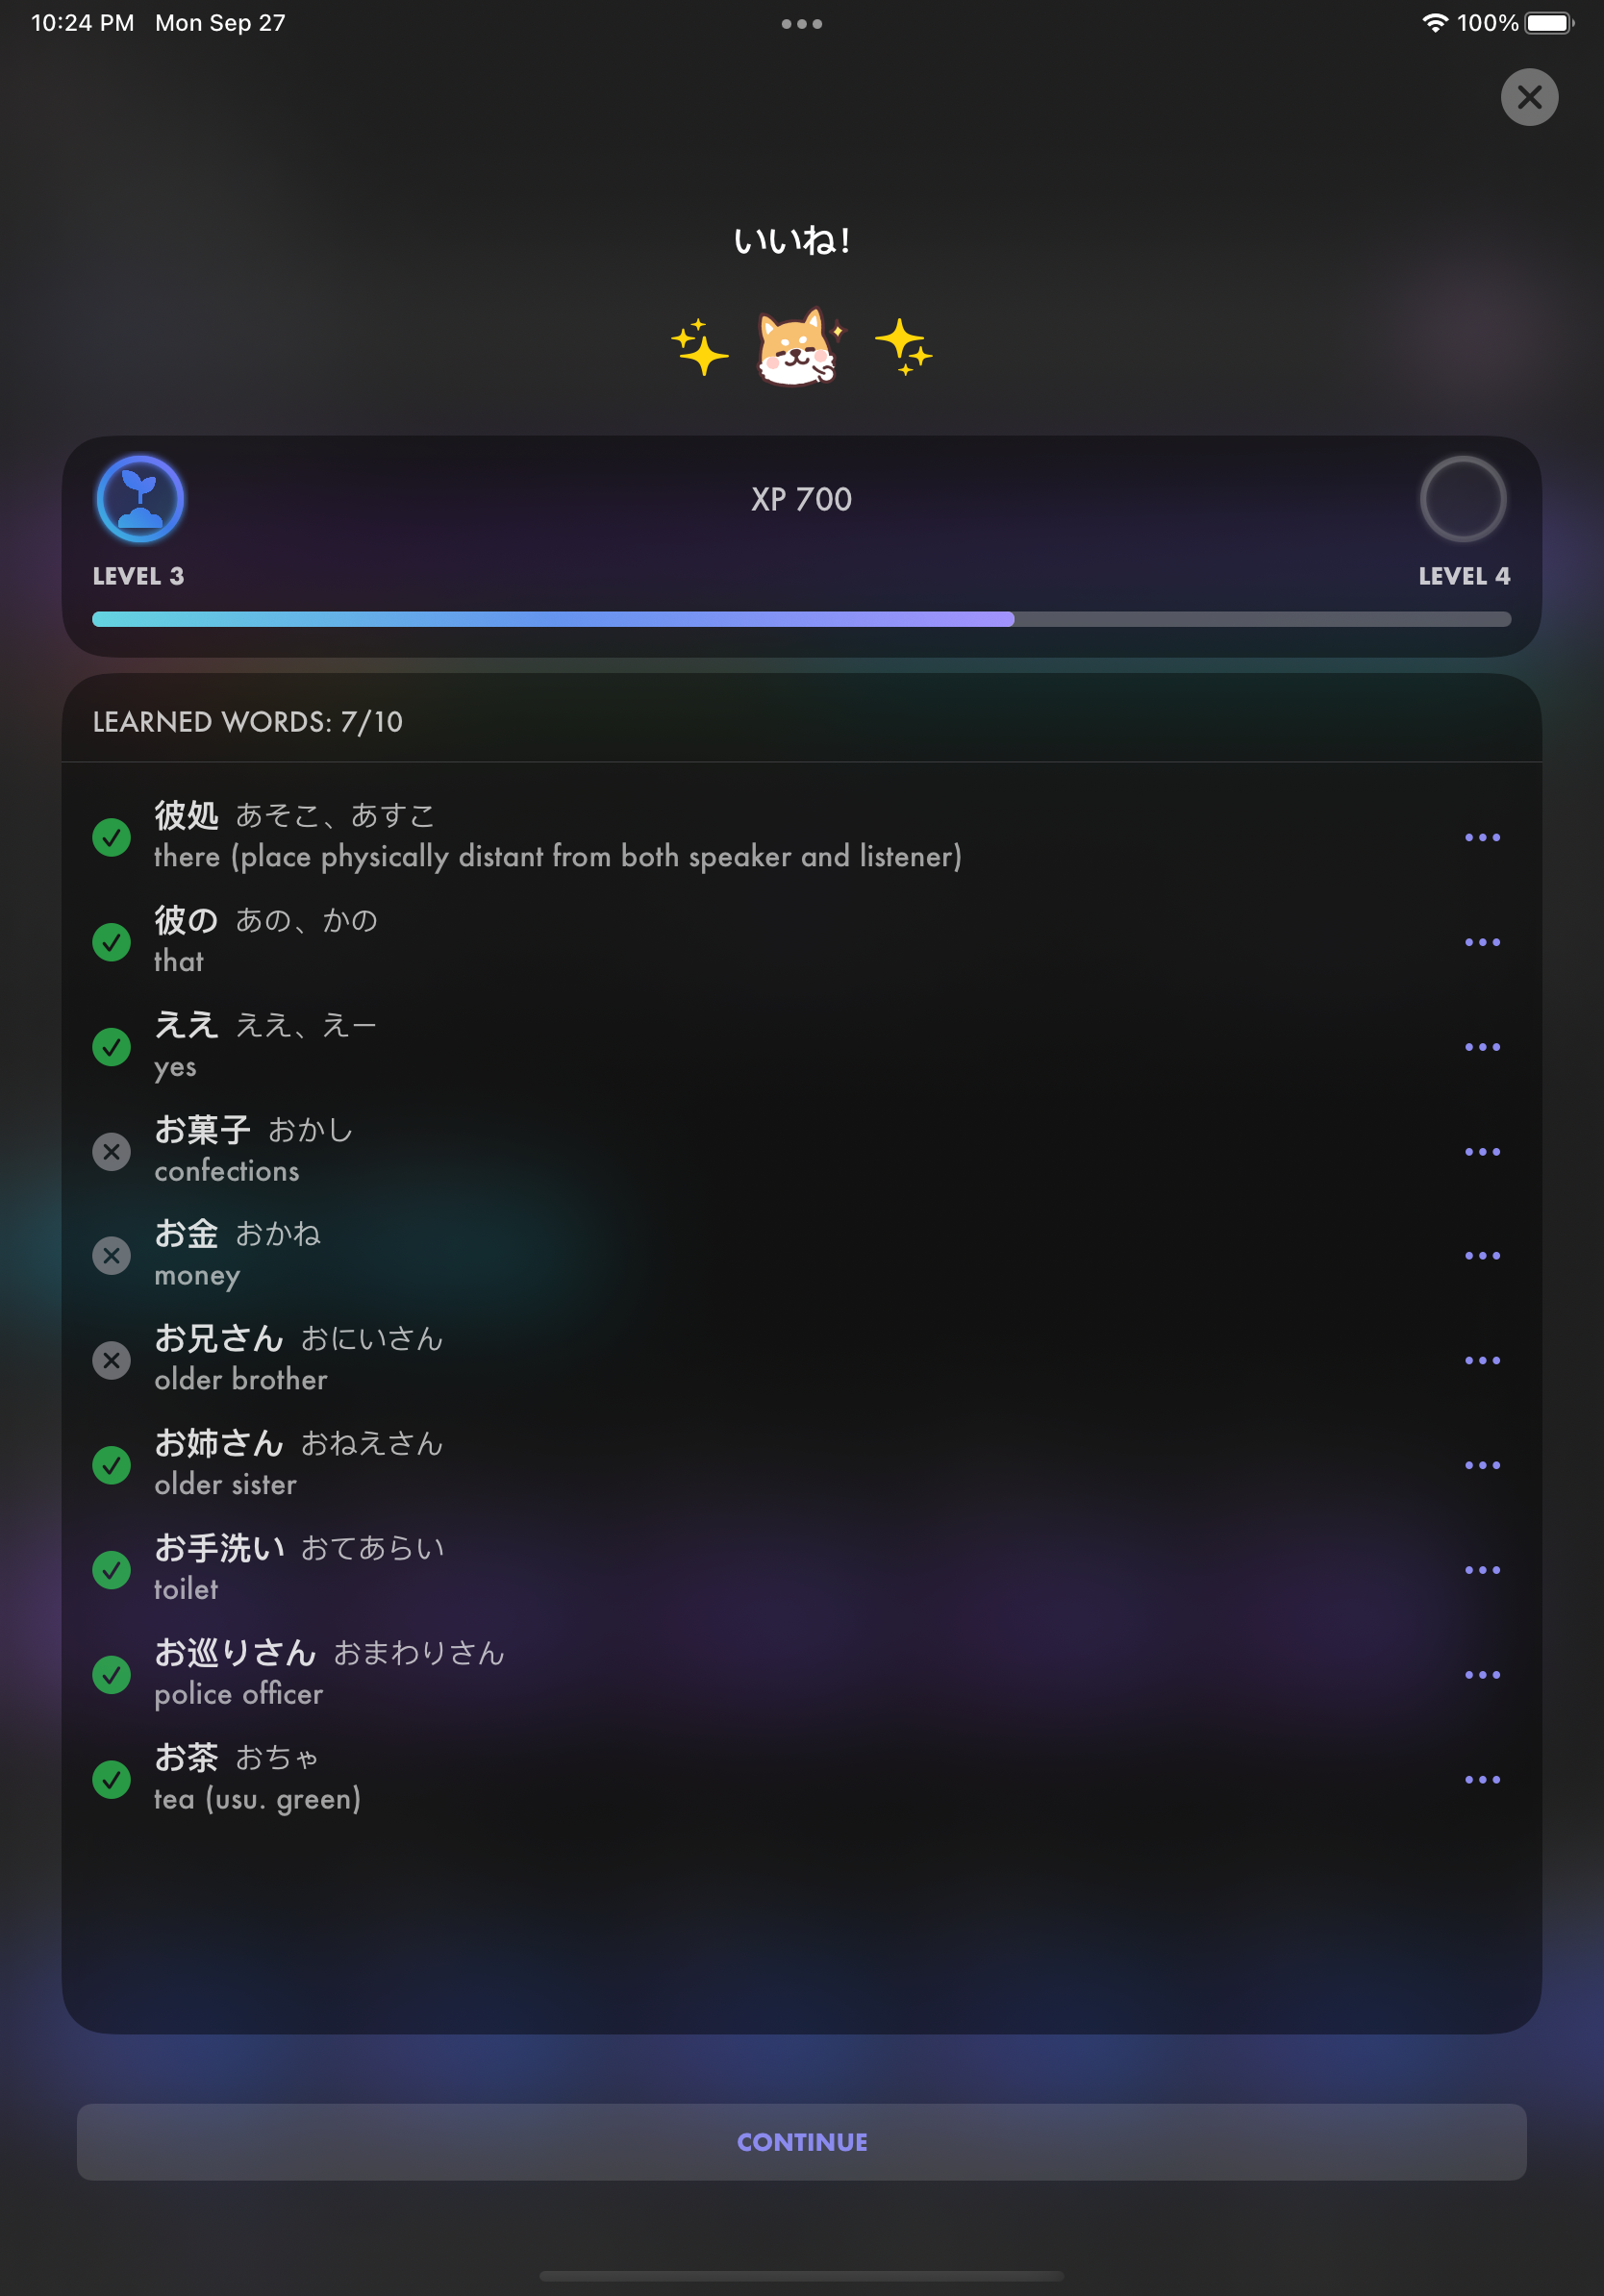 10:24 PM Mon Sep 27
100%
いいね!
XP 700
LEVEL 3
LEVEL 4
LEARNED WORDS: 7/10
彼処 あそこ、あすこ
there (place physically distant from both speaker and listener)
彼の あの、かの
that
ええ ええ、えー
yes
お菓子 おかし
confections
お金 おかね
money
お兄さん おにいさん
older brother
お姉さん おねえさん
older sister
お手洗い おてあらい
toilet
お巡りさん おまわりさん
police officer
お茶 おちゃ
tea (usu. green)
CONTINUE